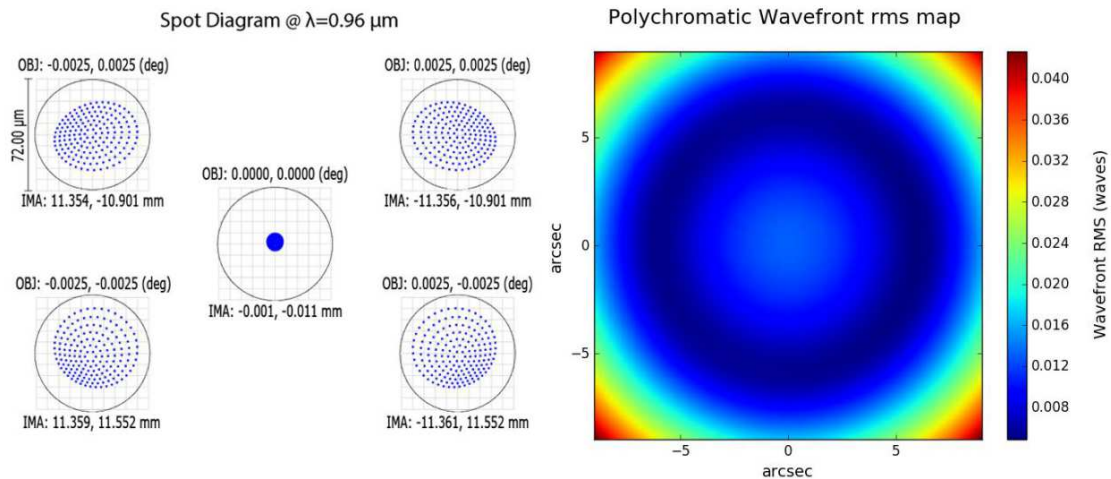 Spot Diagram @ λ=0.96 μm
OBJ: -0.0025, 0.0025 (deg)
OBJ: 0.0025, 0.0025 (deg)
72.00 μm
IMA: 11.354, -10.901 mm
IMA: -11.356, -10.901 mm
OBJ: 0.0000, 0.0000 (deg)
IMA: -0.001, -0.011 mm
OBJ: -0.0025, -0.0025 (deg)
OBJ: 0.0025, -0.0025 (deg)
IMA: 11.359, 11.552 mm
IMA: -11.361, 11.552 mm
Polychromatic Wavefront rms map
arcsec
5
0
−5
−5
0
5
arcsec
0.040
0.036
0.032
0.028
0.024
0.020
0.016
0.012
0.008
Wavefront RMS (waves)